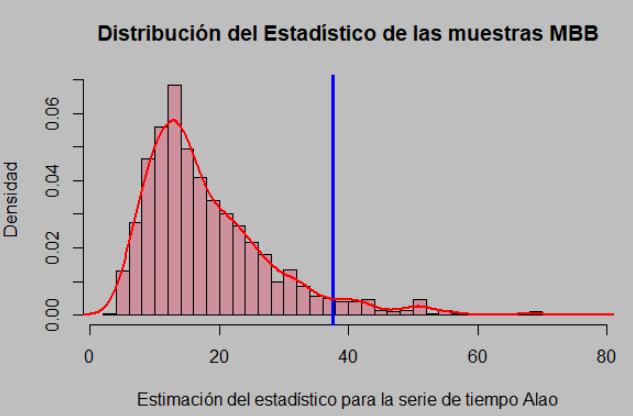 Distribución del Estadístico de las muestras MBB
Densidad
0.06
0.04
0.02
0.00
0 20 40 60 80
Estimación del estadístico para la serie de tiempo Alao